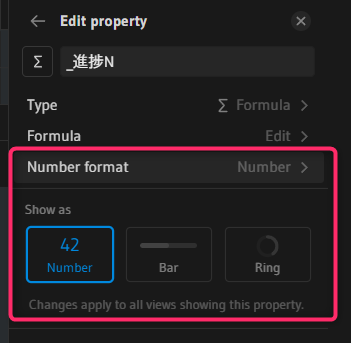 Edit property
Σ _進捗N
Type Σ Formula
Formula Edit
Number format Number
Show as
42
Number Bar Ring
Changes apply to all views showing this property.